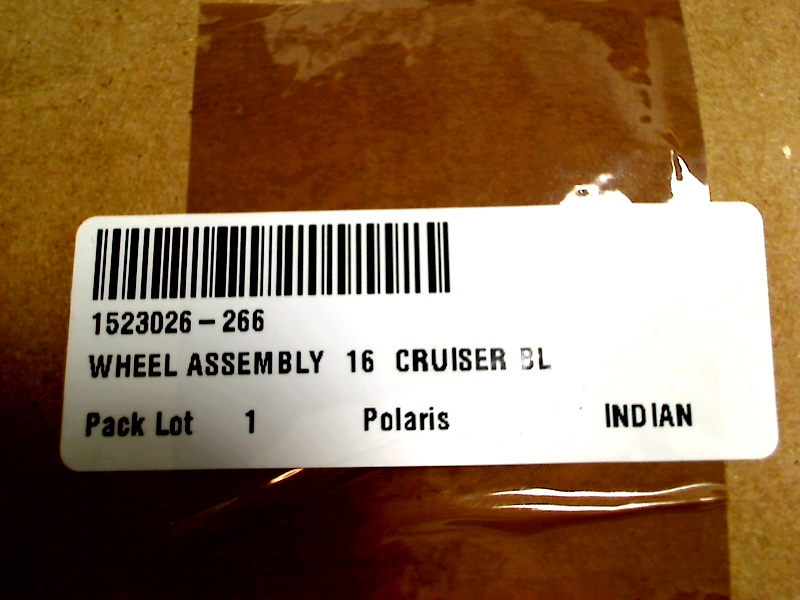 1523026-266
WHEEL ASSEMBLY 16 CRUISER BL
Pack Lot 1 Polaris INDIAN